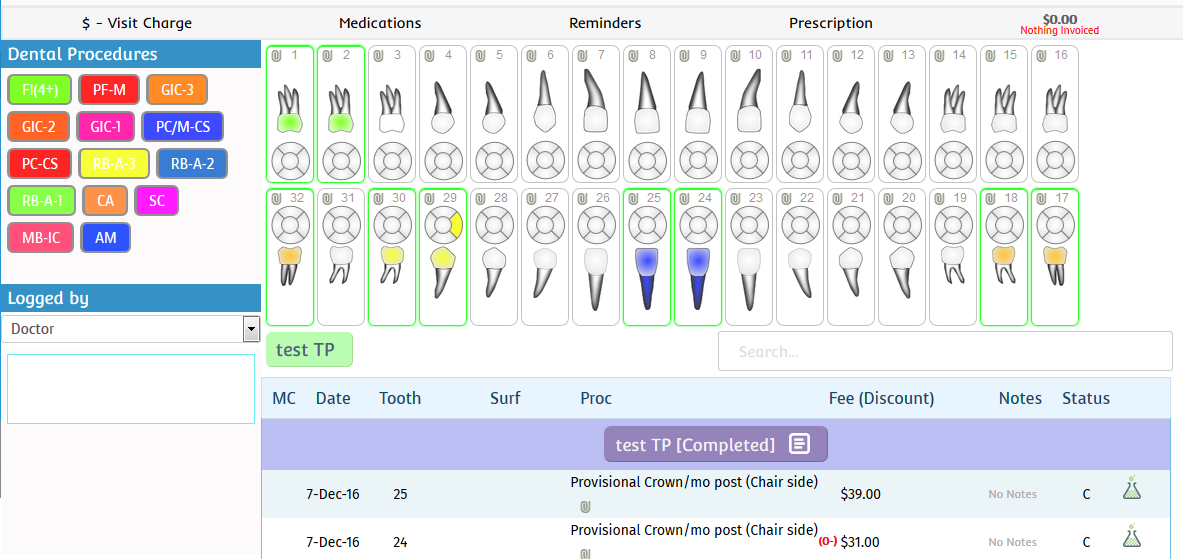 $ - Visit Charge Medications Reminders Prescription $0.00
Nothing Invoiced
Dental Procedures
FI(4+) PF-M GIC-3
GIC-2 GIC-1 PC/M-CS
PC-CS RB-A-3 RB-A-2
RB-A-1 CA SC
MB-IC AM
Logged by
Doctor
1 2 3 4 5 6 7 8 9 10 11 12 13 14 15 16
32 31 30 29 28 27 26 25 24 23 22 21 20 19 18 17
test TP
Search...
MC Date Tooth Surf Proc Fee (Discount) Notes Status
test TP [Completed]
7-Dec-16 25 Provisional Crown/mo post (Chair side) $39.00 No Notes C
7-Dec-16 24 Provisional Crown/mo post (Chair side) (0-) $31.00 No Notes C